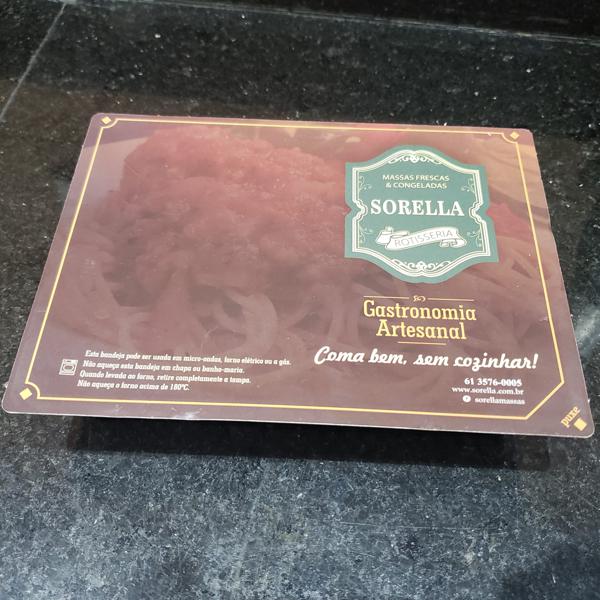 MASSAS FRESCAS
& CONGELADAS
SORELLA
ROTISSERIA
Gastronomia
Artesanal
Coma bem, sem cozinhar!
61 3576-0005
www.sorella.com.br
sorellamassas
Esta bandeja pode ser usada em micro-ondas, forno elétrico ou a gás.
Não aqueça esta bandeja em chapa ou banho-maria.
Quando levada ao forno, retire completamente a tampa.
Não aqueça o forno acima de 180ºC.
puxe